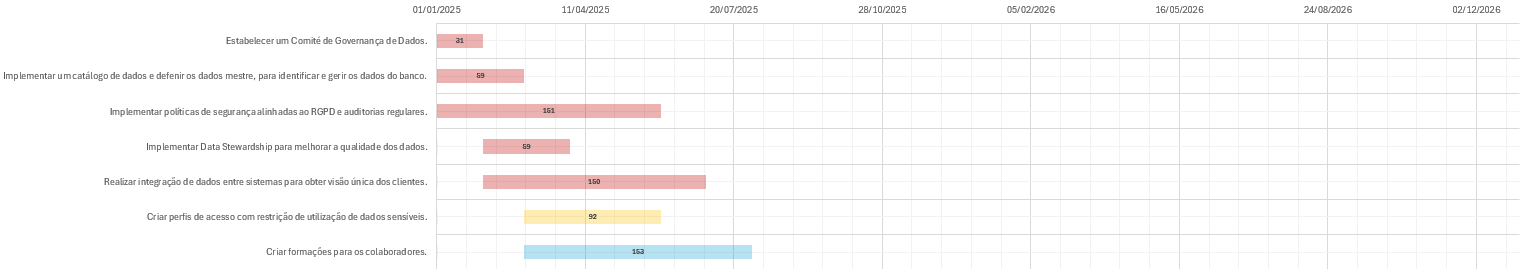 01/01/2025 11/04/2025 20/07/2025 28/10/2025 05/02/2026 16/05/2026 24/08/2026 02/12/2026
Estabelecer um Comité de Governança de Dados. 31
Implementar um catálogo de dados e defenir os dados mestre, para identificar e gerir os dados do banco. 59
Implementar políticas de segurança alinhadas ao RGPD e auditorias regulares. 151
Implementar Data Stewardship para melhorar a qualidade dos dados. 59
Realizar integração de dados entre sistemas para obter visão única dos clientes. 150
Criar perfis de acesso com restrição de utilização de dados sensíveis. 92
Criar formações para os colaboradores. 153